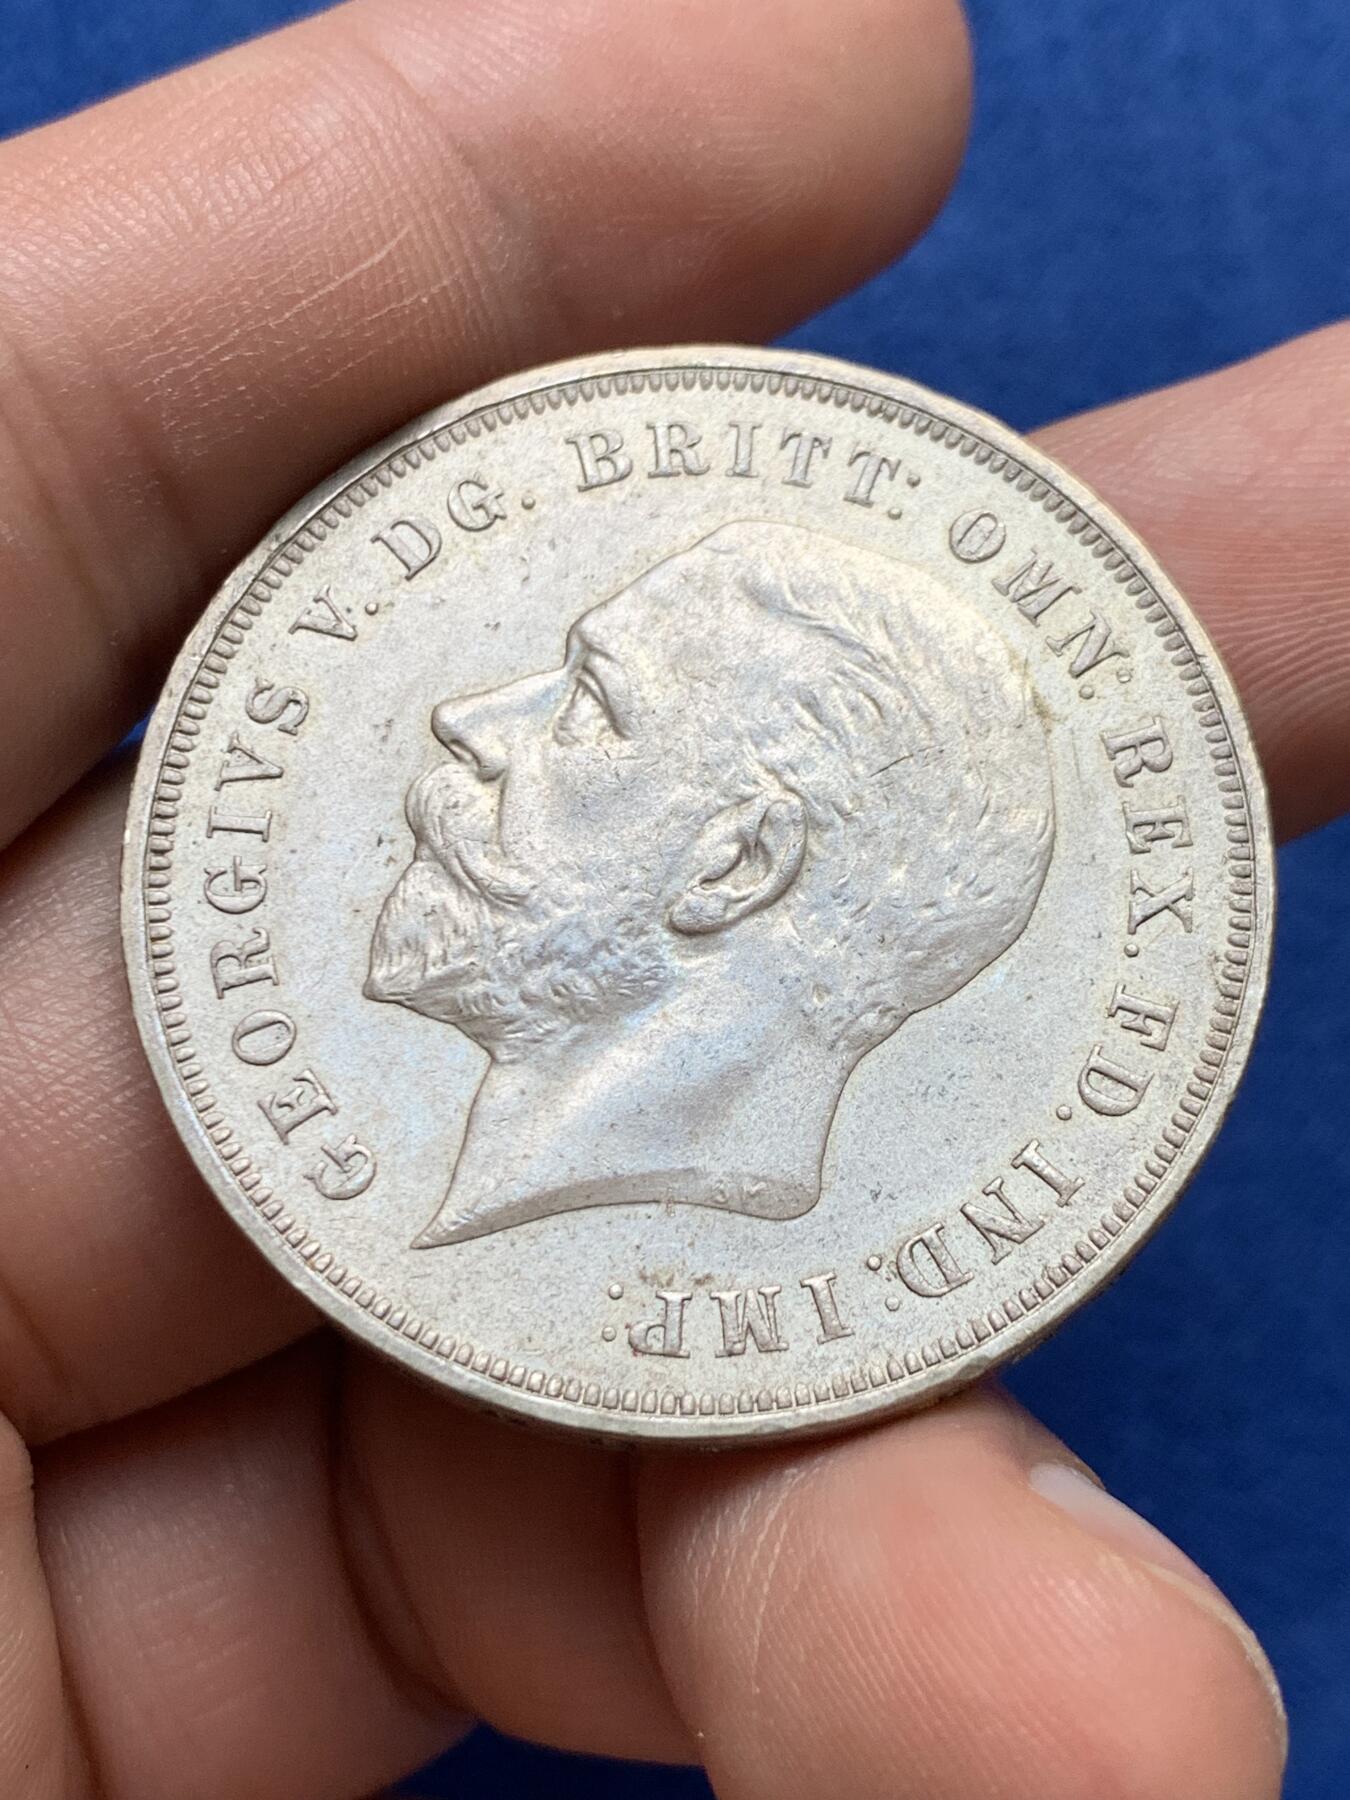 GEORGIVS V. DG. BRITT: OMN: REX. FD. IND: IMP: